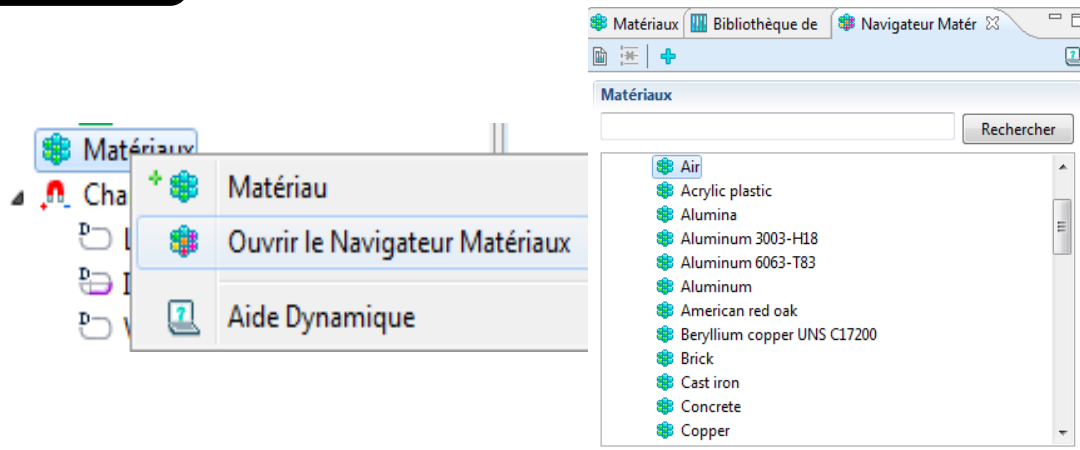 Matériaux
Cha
Matériau
Ouvrir le Navigateur Matériaux
Aide Dynamique
Matériaux
Bibliothèque de
Navigateur Matér
Matériaux
Rechercher
Air
Acrylic plastic
Alumina
Aluminum 3003-H18
Aluminum 6063-T83
Aluminum
American red oak
Beryllium copper UNS C17200
Brick
Cast iron
Concrete
Copper